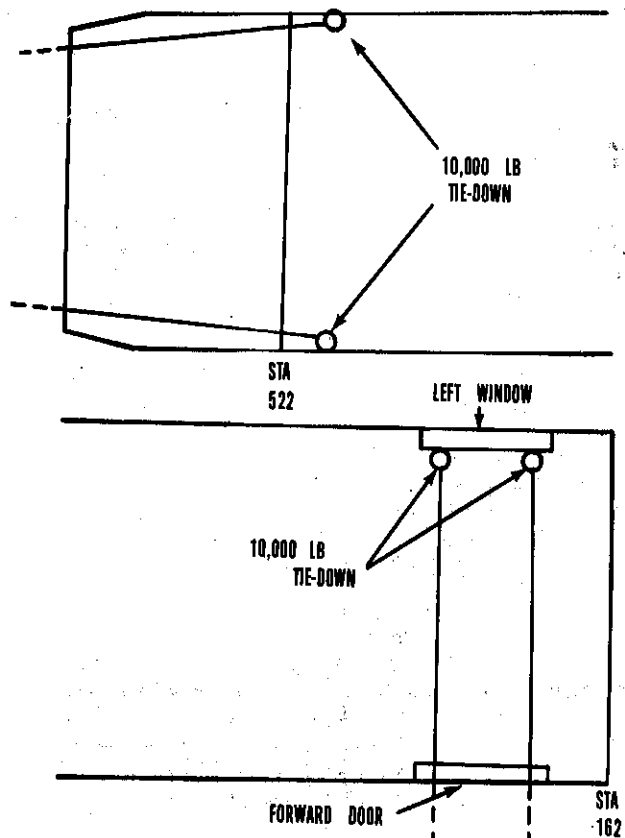 10,000 LB
TIE-DOWN
STA
522
LEFT WINDOW
10,000 LB
TIE-DOWN
FORWARD DOOR
STA
162